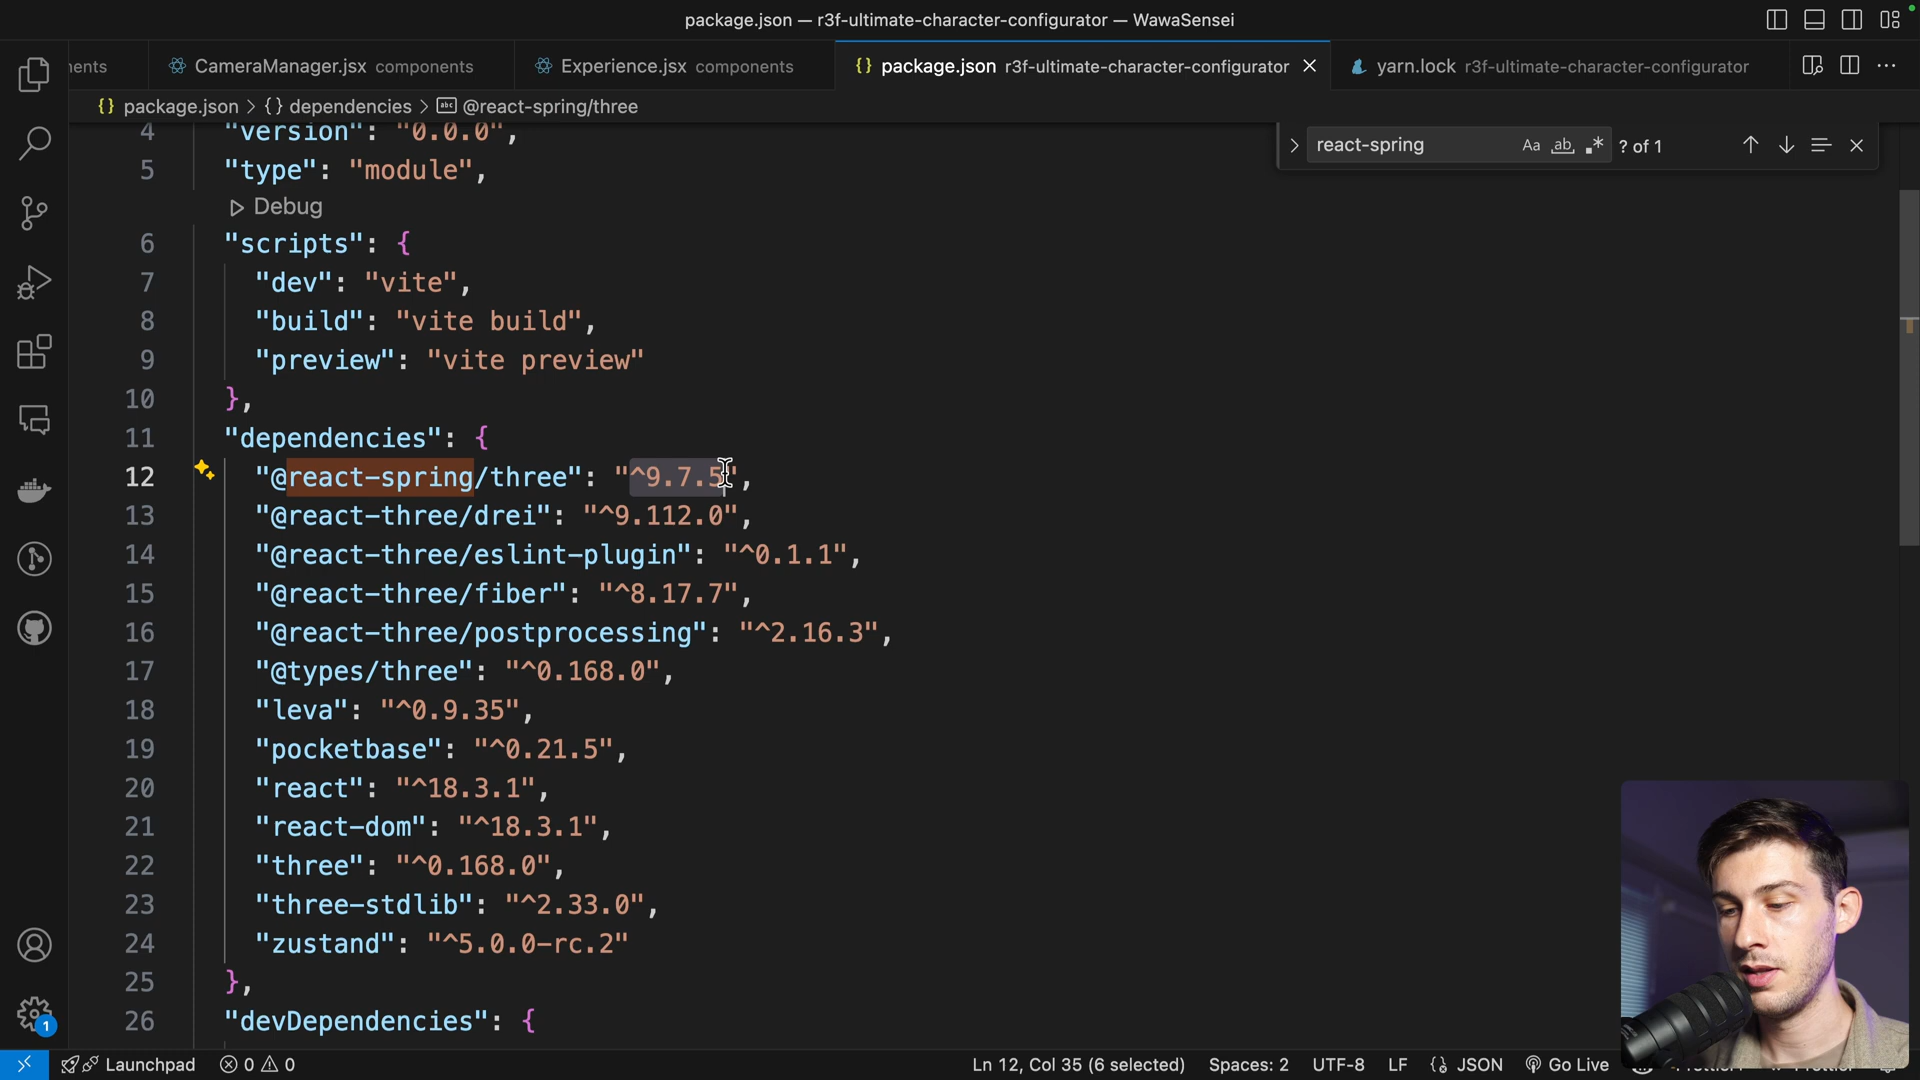 package.json — r3f-ultimate-character-configurator — WawaSensei
nents
CameraManager.jsx components
Experience.jsx components
{} package.json r3f-ultimate-character-configurator
yarn.lock r3f-ultimate-character-configurator
{} package.json > {} dependencies > abc @react-spring/three
react-spring Aa ab .* ? of 1
4 "version": "0.0.0",
5 "type": "module",
Debug
6 "scripts": {
7 "dev": "vite",
8 "build": "vite build",
9 "preview": "vite preview"
10 },
11 "dependencies": {
12 "@react-spring/three": "^9.7.5",
13 "@react-three/drei": "^9.112.0",
14 "@react-three/eslint-plugin": "^0.1.1",
15 "@react-three/fiber": "^8.17.7",
16 "@react-three/postprocessing": "^2.16.3",
17 "@types/three": "^0.168.0",
18 "leva": "^0.9.35",
19 "pocketbase": "^0.21.5",
20 "react": "^18.3.1",
21 "react-dom": "^18.3.1",
22 "three": "^0.168.0",
23 "three-stdlib": "^2.33.0",
24 "zustand": "^5.0.0-rc.2"
25 },
26 "devDependencies": {
1
Launchpad 0 0 Ln 12, Col 35 (6 selected) Spaces: 2 UTF-8 LF {} JSON Go Live